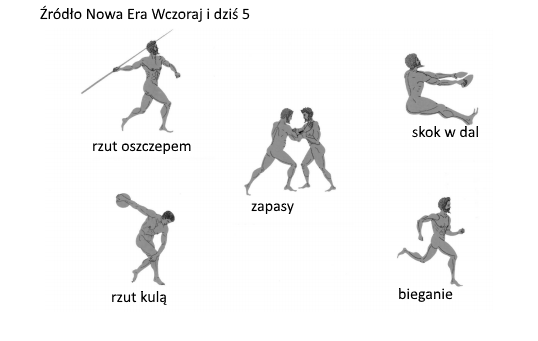 Źródło Nowa Era Wczoraj i dziś 5
rzut oszczepem
skok w dal
zapasy
rzut kulą
bieganie